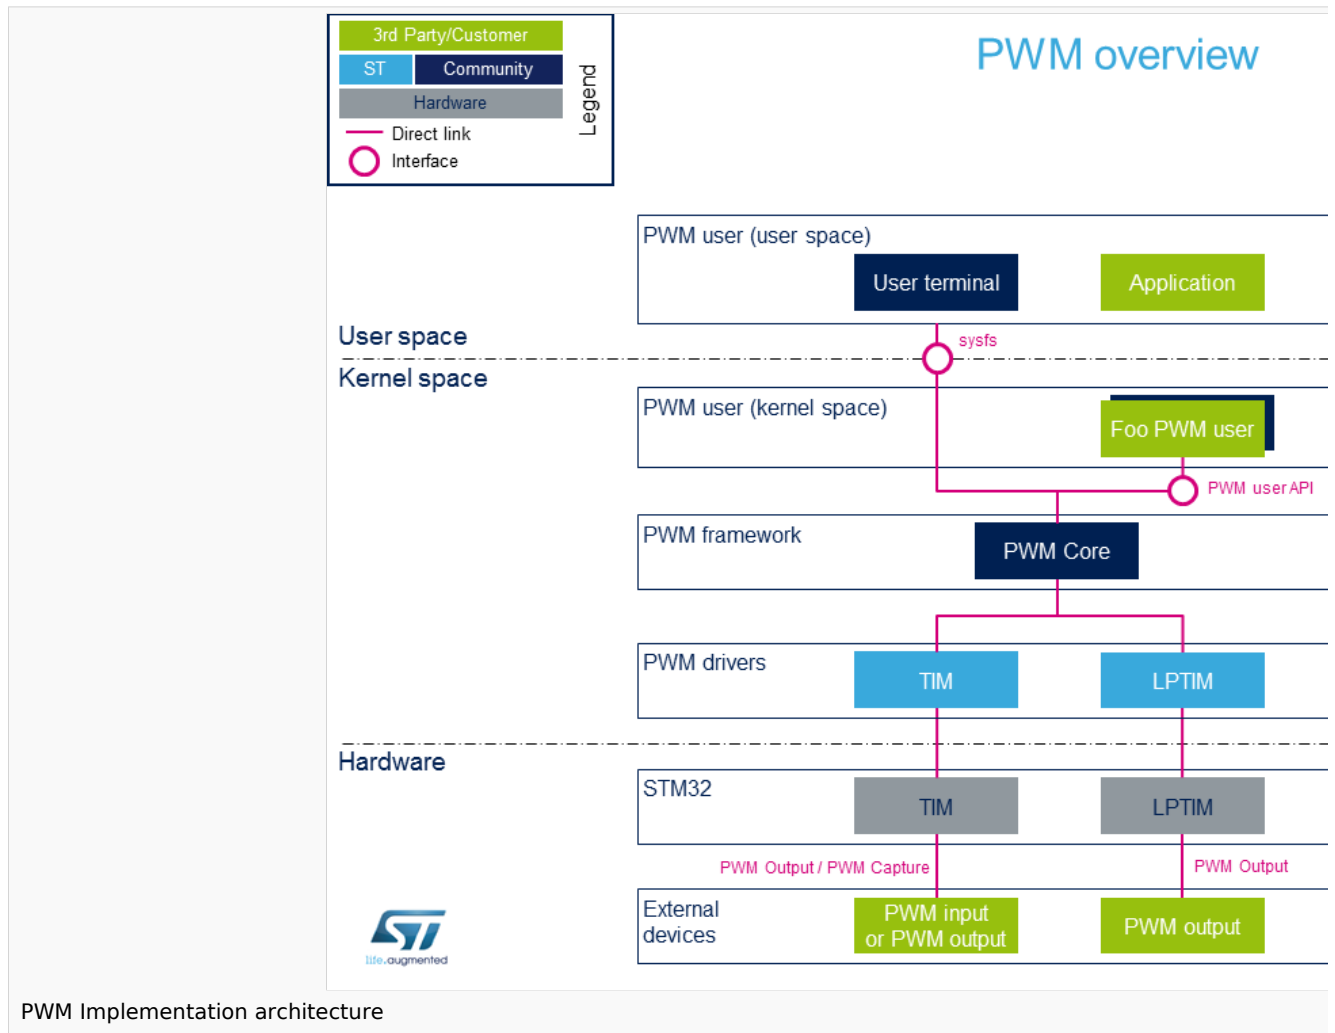 3rd Party/Customer
ST
Community
Hardware
Direct link
Interface
Legend
PWM overview
PWM user (user space)
User terminal
Application
User space
sysfs
Kernel space
PWM user (kernel space)
Foo PWM user
PWM user API
PWM framework
PWM Core
PWM drivers
TIM
LPTIM
Hardware
STM32
TIM
LPTIM
PWM Output / PWM Capture
PWM Output
External
devices
PWM input
or PWM output
PWM output
ST
life.augmented
PWM Implementation architecture